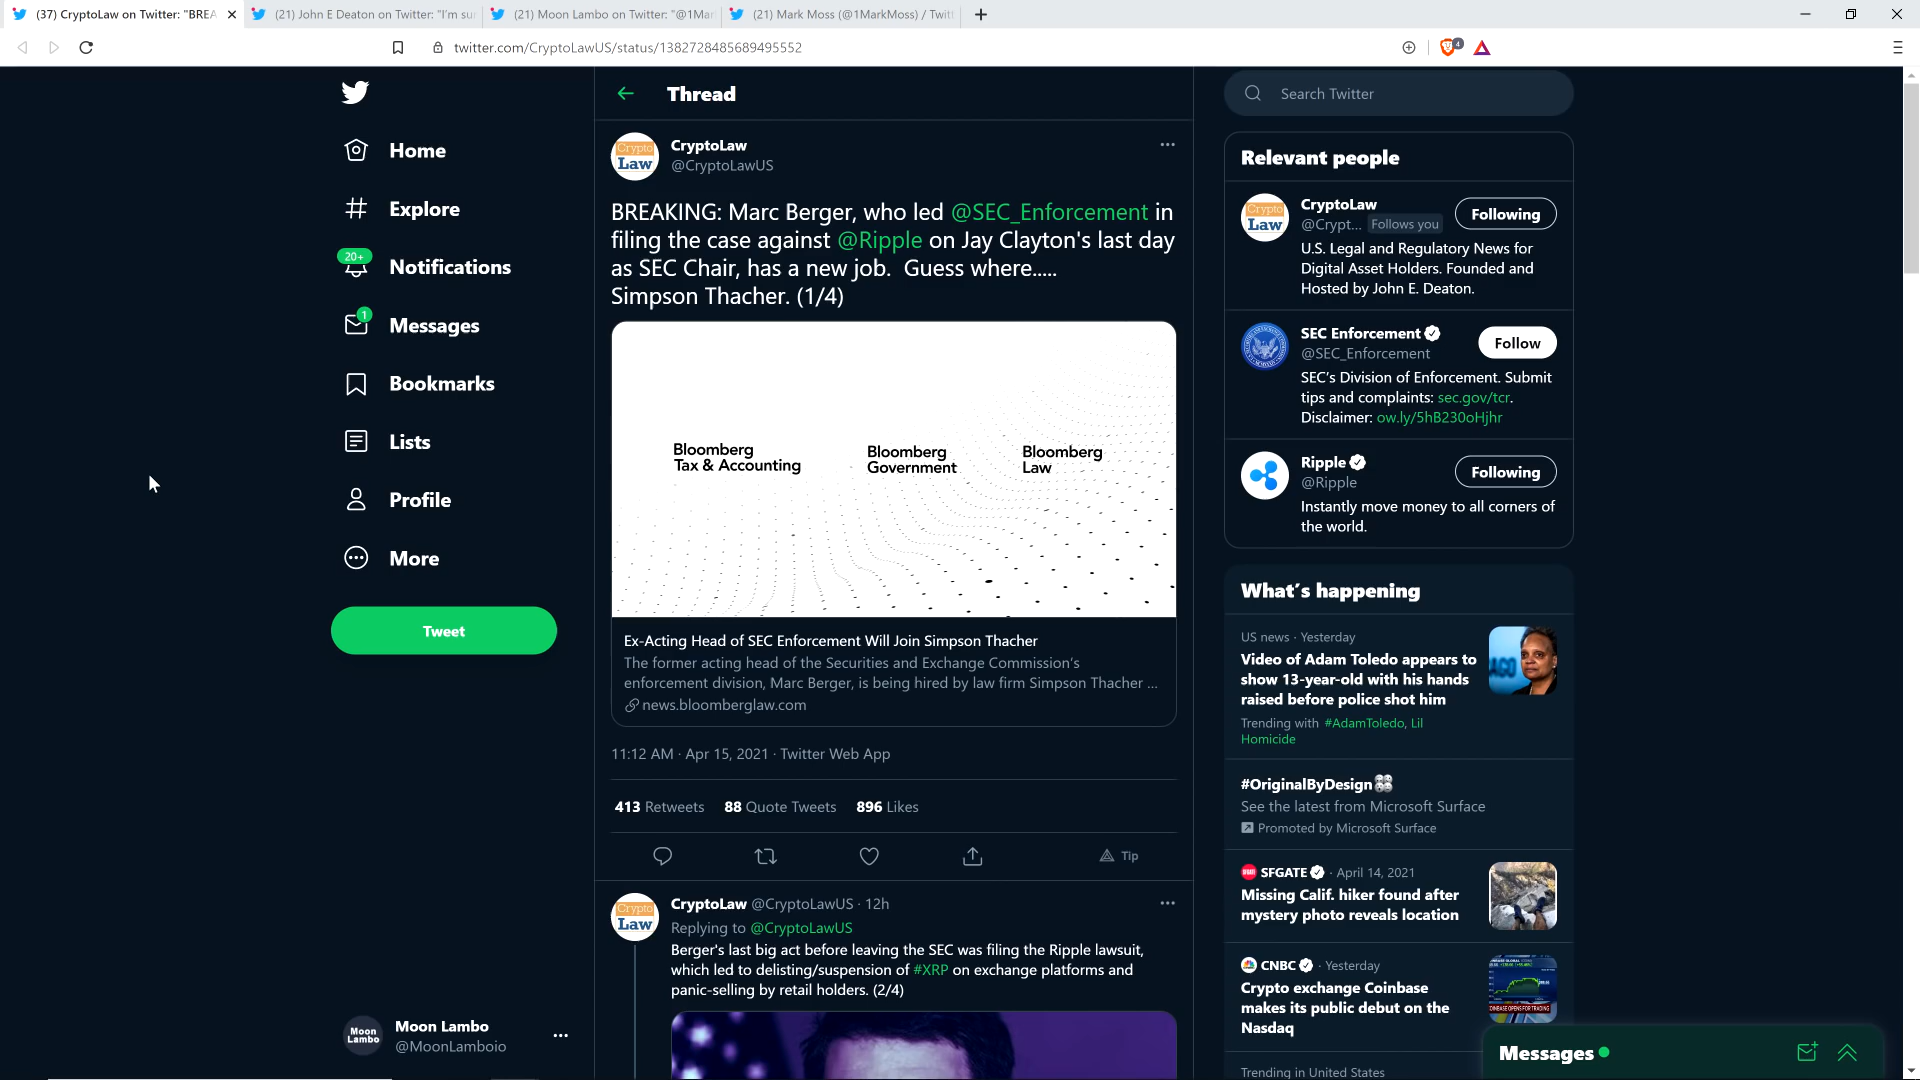 (37) CryptoLaw on Twitter: "BREA
(21) John E Deaton on Twitter: "I'm su
(21) Moon Lambo on Twitter: "@1Mar
(21) Mark Moss (@1MarkMoss) / Twit
twitter.com/CryptoLawUS/status/1382728485689495552
4
Home
Explore
20+
Notifications
1
Messages
Bookmarks
Lists
Profile
More
Tweet
Moon Lambo
Moon Lambo
@MoonLamboio
Thread
Crypto
Law
CryptoLaw
@CryptoLawUS
BREAKING: Marc Berger, who led @SEC_Enforcement in
filing the case against @Ripple on Jay Clayton's last day
as SEC Chair, has a new job. Guess where.....
Simpson Thacher. (1/4)
Bloomberg
Tax & Accounting
Bloomberg
Government
Bloomberg
Law
Ex-Acting Head of SEC Enforcement Will Join Simpson Thacher
The former acting head of the Securities and Exchange Commission's
enforcement division, Marc Berger, is being hired by law firm Simpson Thacher ...
news.bloomberglaw.com
11:12 AM · Apr 15, 2021 · Twitter Web App
413 Retweets 88 Quote Tweets 896 Likes
Tip
Crypto
Law
CryptoLaw @CryptoLawUS · 12h
Replying to @CryptoLawUS
Berger's last big act before leaving the SEC was filing the Ripple lawsuit,
which led to delisting/suspension of #XRP on exchange platforms and
panic-selling by retail holders. (2/4)
Search Twitter
Relevant people
Crypto
Law
CryptoLaw
@Crypt... Follows you
Following
U.S. Legal and Regulatory News for
Digital Asset Holders. Founded and
Hosted by John E. Deaton.
SEC Enforcement
@SEC_Enforcement
Follow
SEC's Division of Enforcement. Submit
tips and complaints: sec.gov/tcr.
Disclaimer: ow.ly/5hB230oHjhr
Ripple
@Ripple
Following
Instantly move money to all corners of
the world.
What's happening
US news · Yesterday
Video of Adam Toledo appears to
show 13-year-old with his hands
raised before police shot him
Trending with #AdamToledo, Lil
Homicide
#OriginalByDesign
See the latest from Microsoft Surface
Promoted by Microsoft Surface
SFGATE · April 14, 2021
Missing Calif. hiker found after
mystery photo reveals location
CNBC · Yesterday
Crypto exchange Coinbase
makes its public debut on the
Nasdaq
Trending in United States
Messages